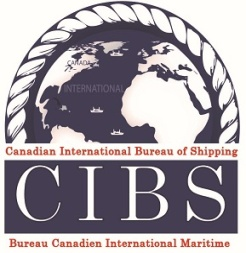 CANADA
INTERNATIONAL
Canadian International Bureau of Shipping
CIBS
Bureau Canadien International Maritime